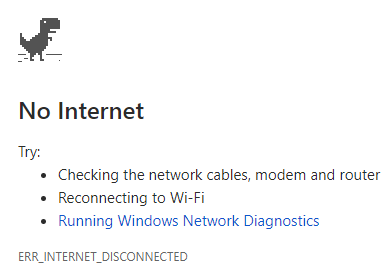 No Internet
Try:
• Checking the network cables, modem and router
• Reconnecting to Wi-Fi
• Running Windows Network Diagnostics
ERR_INTERNET_DISCONNECTED